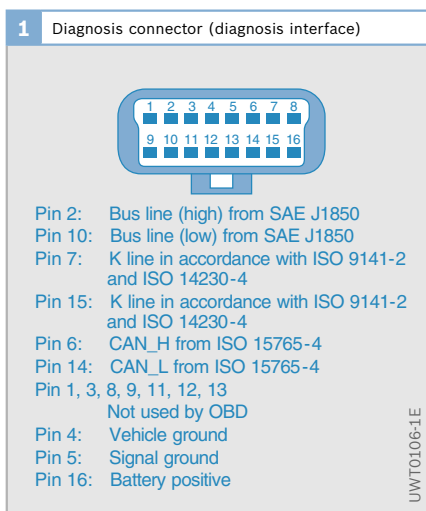 1 Diagnosis connector (diagnosis interface)
1 2 3 4 5 6 7 8
9 10 11 12 13 14 15 16
Pin 2: Bus line (high) from SAE J1850
Pin 10: Bus line (low) from SAE J1850
Pin 7: K line in accordance with ISO 9141-2
and ISO 14230-4
Pin 15: K line in accordance with ISO 9141-2
and ISO 14230-4
Pin 6: CAN_H from ISO 15765-4
Pin 14: CAN_L from ISO 15765-4
Pin 1, 3, 8, 9, 11, 12, 13
Not used by OBD
Pin 4: Vehicle ground
Pin 5: Signal ground
Pin 16: Battery positive
UWT0106-1E